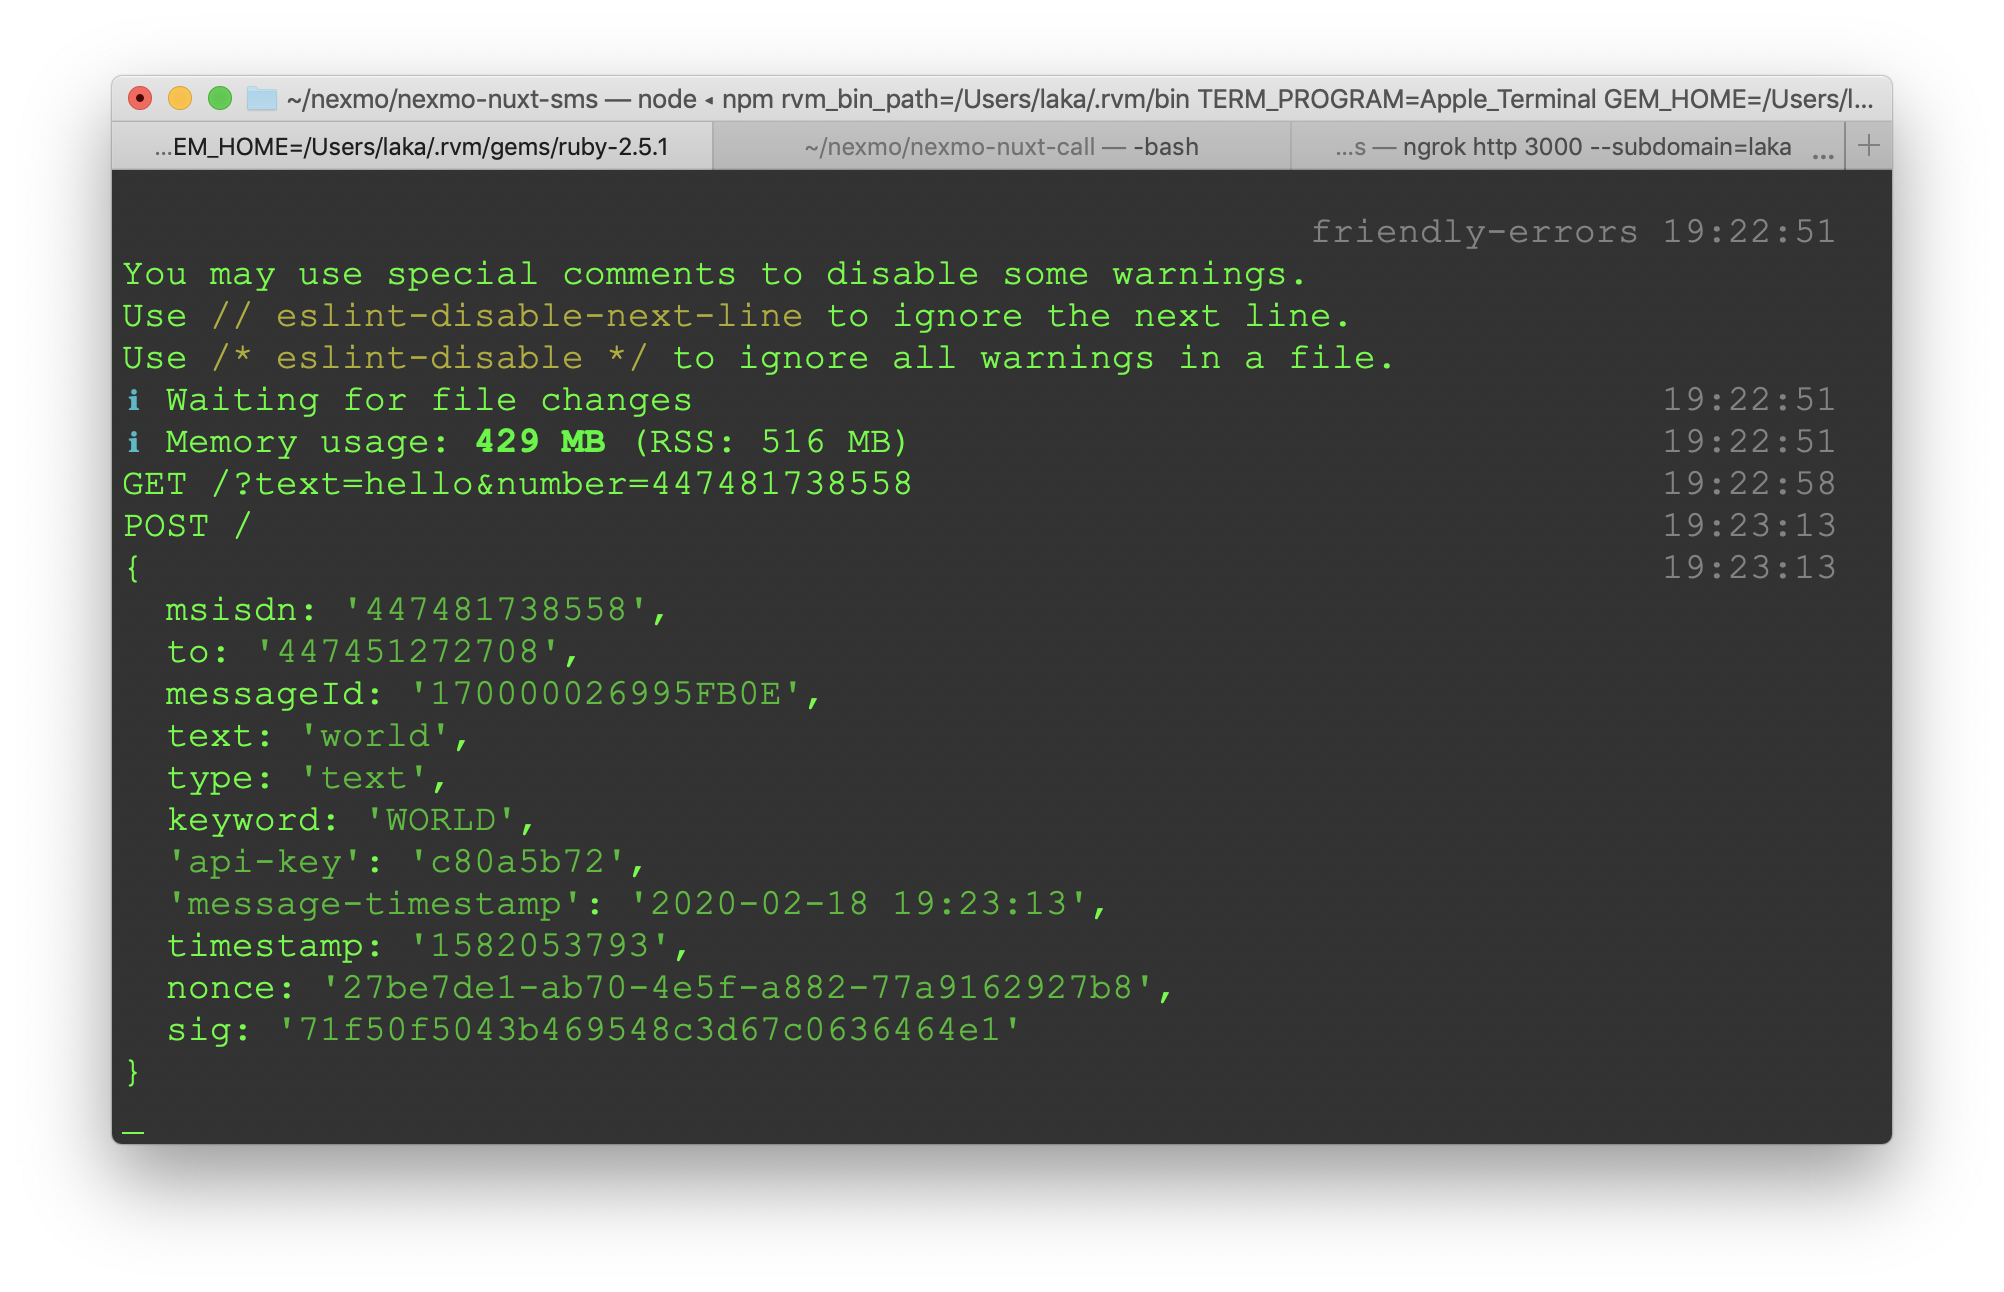 ~/nexmo/nexmo-nuxt-sms — node ◂ npm rvm_bin_path=/Users/laka/.rvm/bin TERM_PROGRAM=Apple_Terminal GEM_HOME=/Users/l...
...EM_HOME=/Users/laka/.rvm/gems/ruby-2.5.1 ~/nexmo/nexmo-nuxt-call — -bash ...s — ngrok http 3000 --subdomain=laka ... +
friendly-errors 19:22:51
You may use special comments to disable some warnings.
Use // eslint-disable-next-line to ignore the next line.
Use /* eslint-disable */ to ignore all warnings in a file.
ℹ Waiting for file changes 19:22:51
ℹ Memory usage: 429 MB (RSS: 516 MB) 19:22:51
GET /?text=hello&number=447481738558 19:22:58
POST / 19:23:13
{ 19:23:13
  msisdn: '447481738558',
  to: '447451272708',
  messageId: '170000026995FB0E',
  text: 'world',
  type: 'text',
  keyword: 'WORLD',
  'api-key': 'c80a5b72',
  'message-timestamp': '2020-02-18 19:23:13',
  timestamp: '1582053793',
  nonce: '27be7de1-ab70-4e5f-a882-77a9162927b8',
  sig: '71f50f5043b469548c3d67c0636464e1'
}